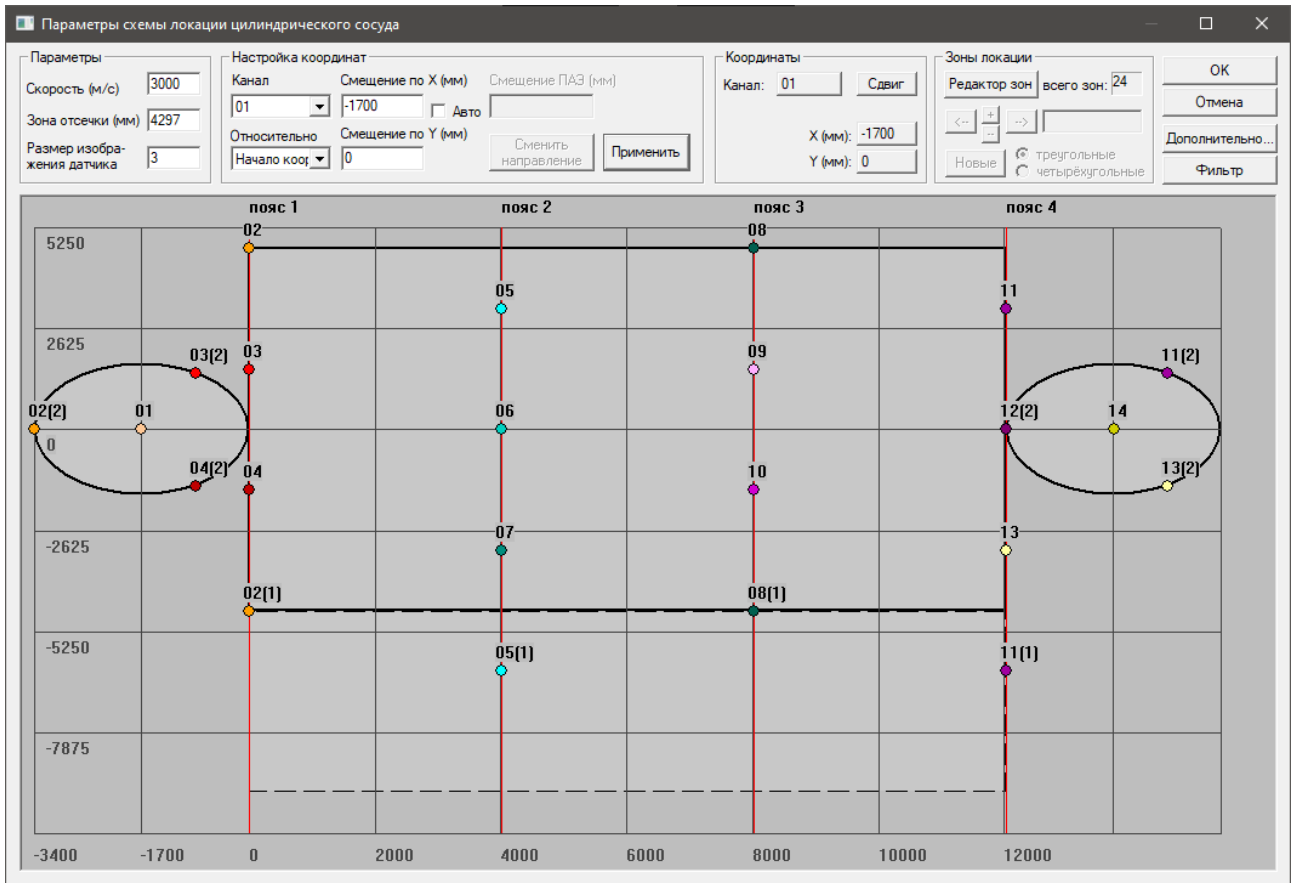 Параметры схемы локации цилиндрического сосуда
Параметры
Скорость (м/с) 3000
Зона отсечки (мм) 4297
Размер изобра-
жения датчика 3
Настройка координат
Канал
01
Относительно
Начало коор
Смещение по X (мм)
-1700
Авто
Смещение по Y (мм)
0
Смещение ПАЭ (мм)
Сменить
направление
Применить
Координаты
Канал: 01 Сдвиг
X (мм): -1700
Y (мм): 0
Зоны локации
Редактор зон всего зон: 24
<-- + -- -->
Новые
треугольные
четырёхугольные
OK
Отмена
Дополнительно...
Фильтр
пояс 1 пояс 2 пояс 3 пояс 4
02 08
5250
05 11
2625
03(2) 03 09 11(2)
02(2) 01 06 12(2) 14
0
04(2) 04 10 13(2)
07 13
-2625
02(1) 08(1)
-5250
05(1) 11(1)
-7875
-3400 -1700 0 2000 4000 6000 8000 10000 12000